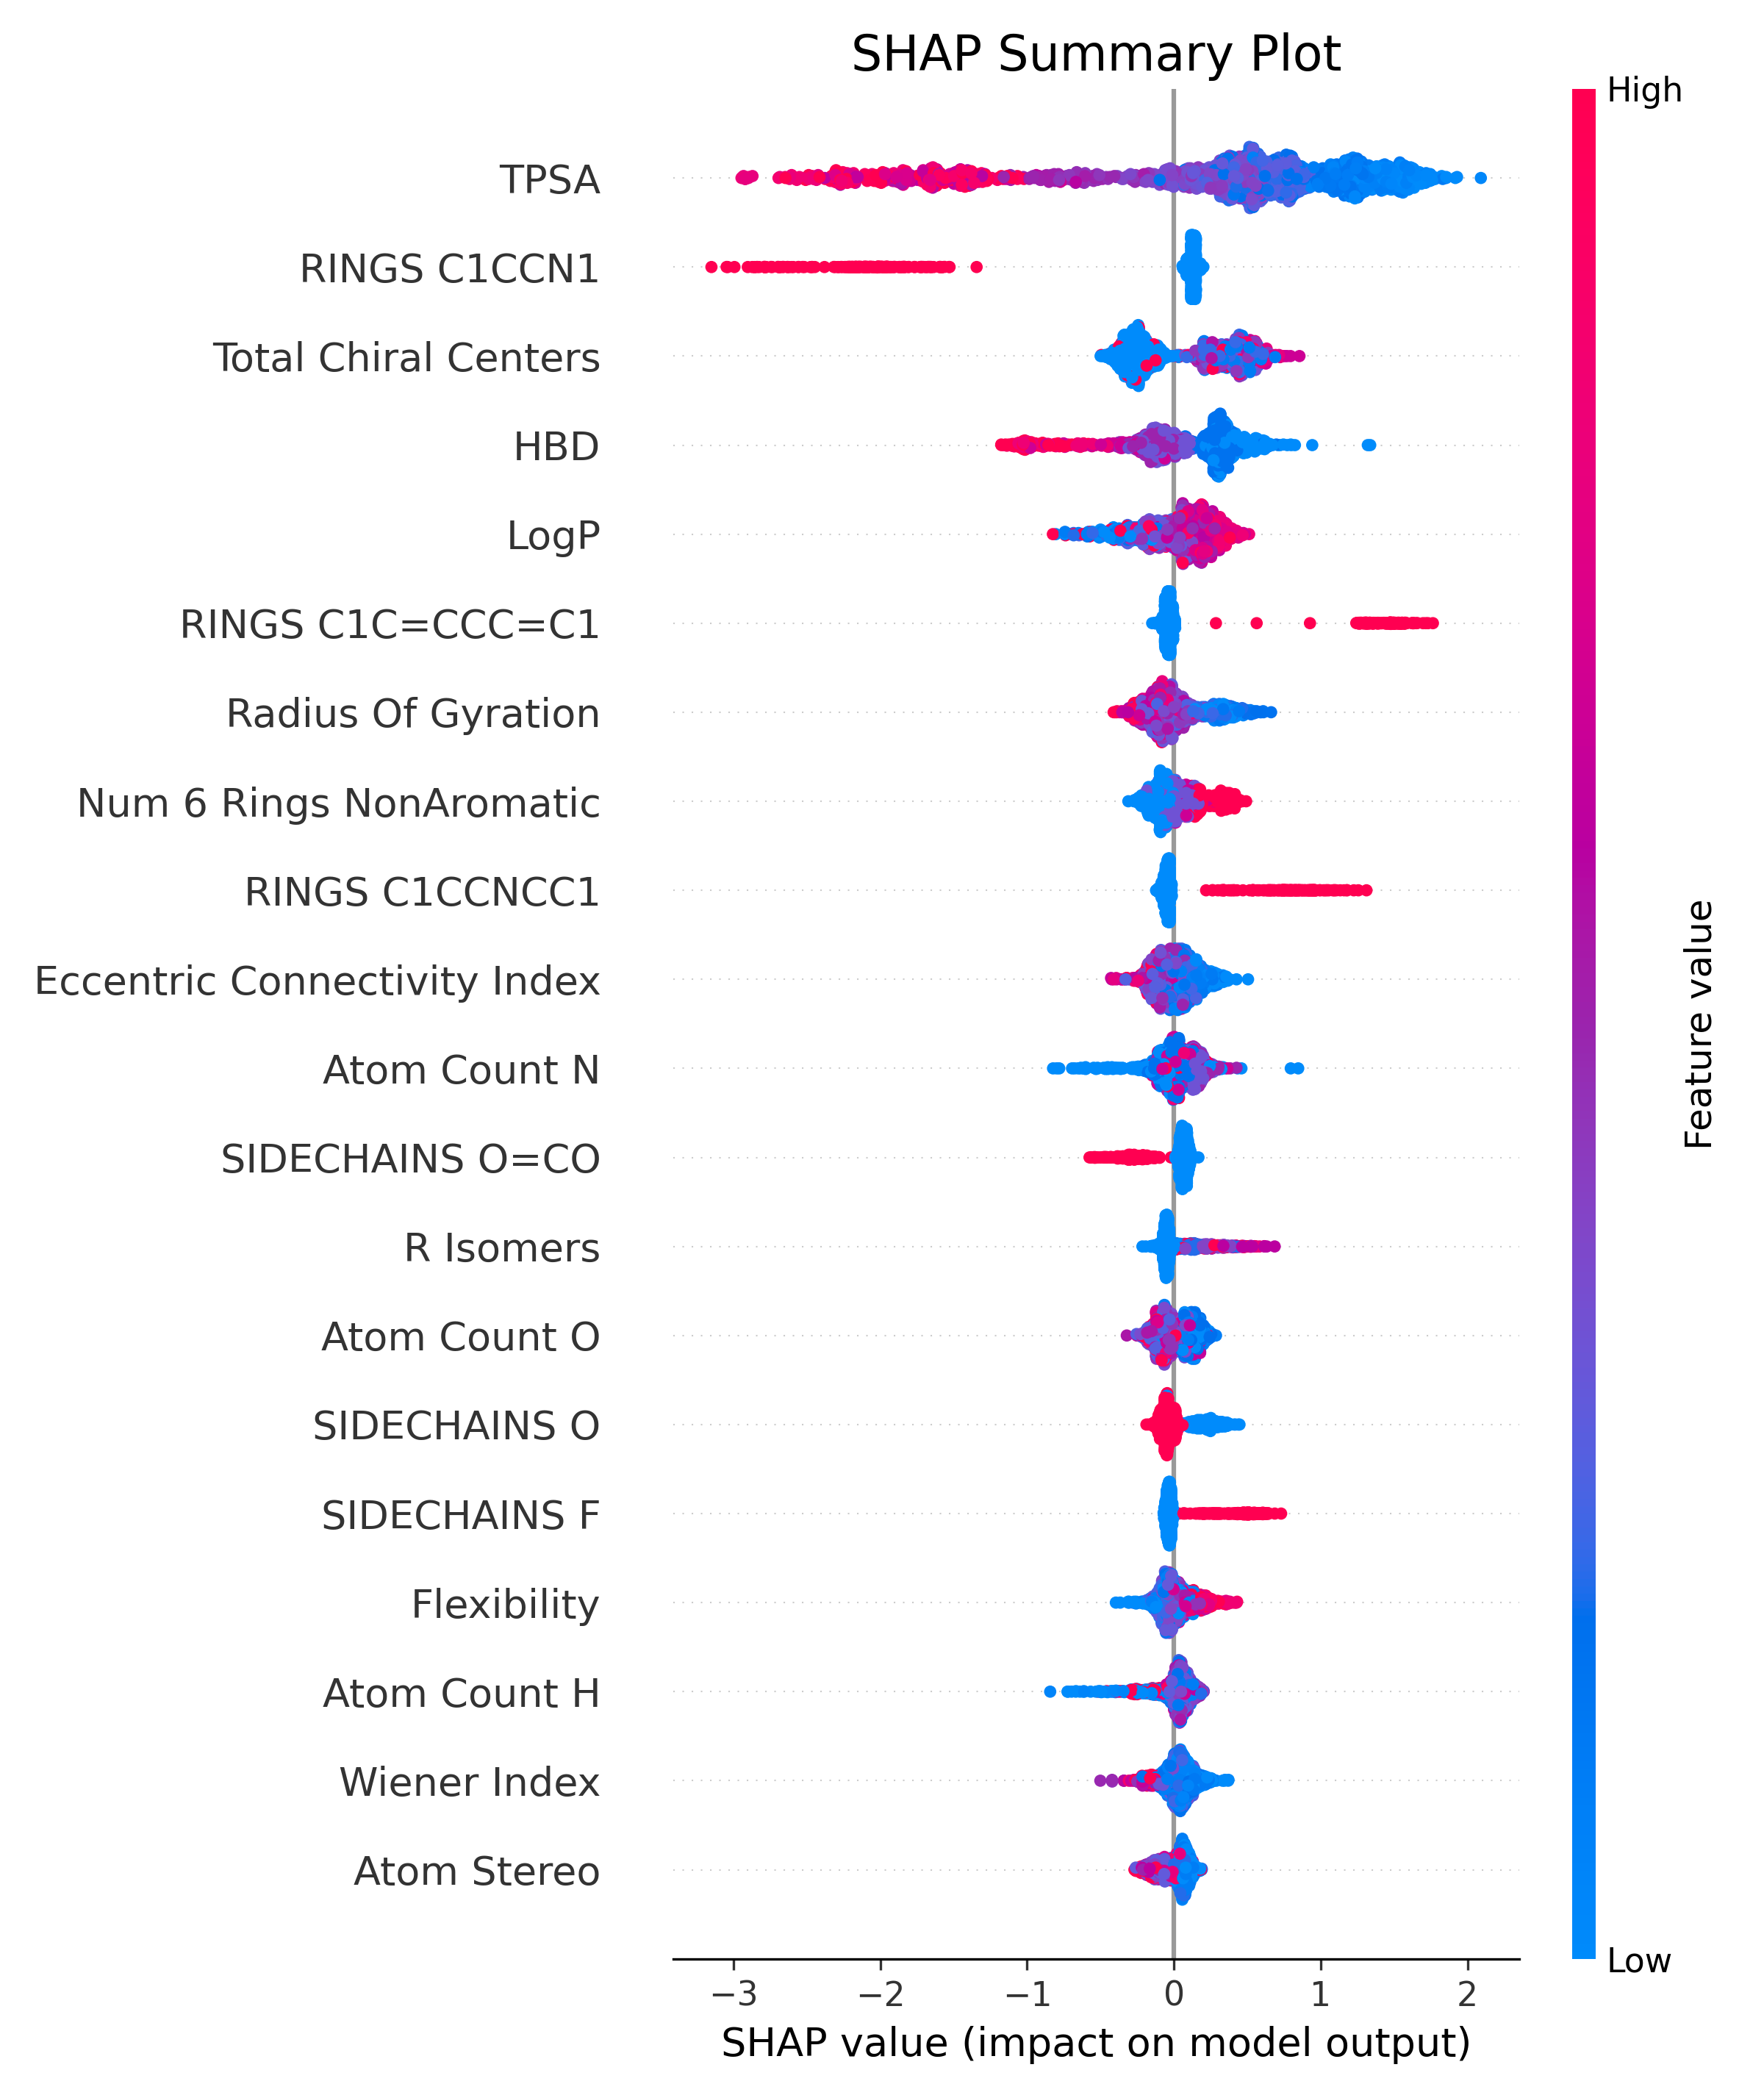 SHAP Summary Plot
High
TPSA
RINGS C1CCN1
Total Chiral Centers
HBD
LogP
RINGS C1C=CCC=C1
Radius Of Gyration
Num 6 Rings NonAromatic
RINGS C1CCNCC1
Eccentric Connectivity Index
Atom Count N
SIDECHAINS O=CO
R Isomers
Atom Count O
SIDECHAINS O
SIDECHAINS F
Flexibility
Atom Count H
Wiener Index
Atom Stereo
Feature value
Low
−3 −2 −1 0 1 2
SHAP value (impact on model output)